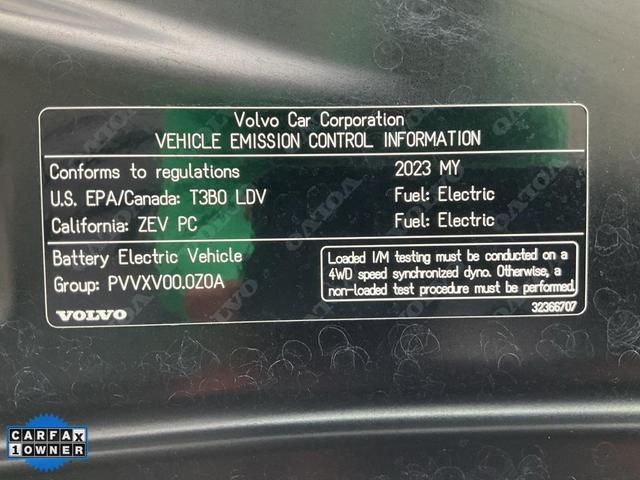 Volvo Car Corporation
VEHICLE EMISSION CONTROL INFORMATION
Conforms to regulations 2023 MY
U.S. EPA/Canada: T3B0 LDV Fuel: Electric
California: ZEV PC Fuel: Electric
Battery Electric Vehicle
Group: PVVXV00.0Z0A
Loaded I/M testing must be conducted on a
4WD speed synchronized dyno. Otherwise, a
non-loaded test procedure must be performed.
VOLVO
32366707
CARFAX
1 OWNER